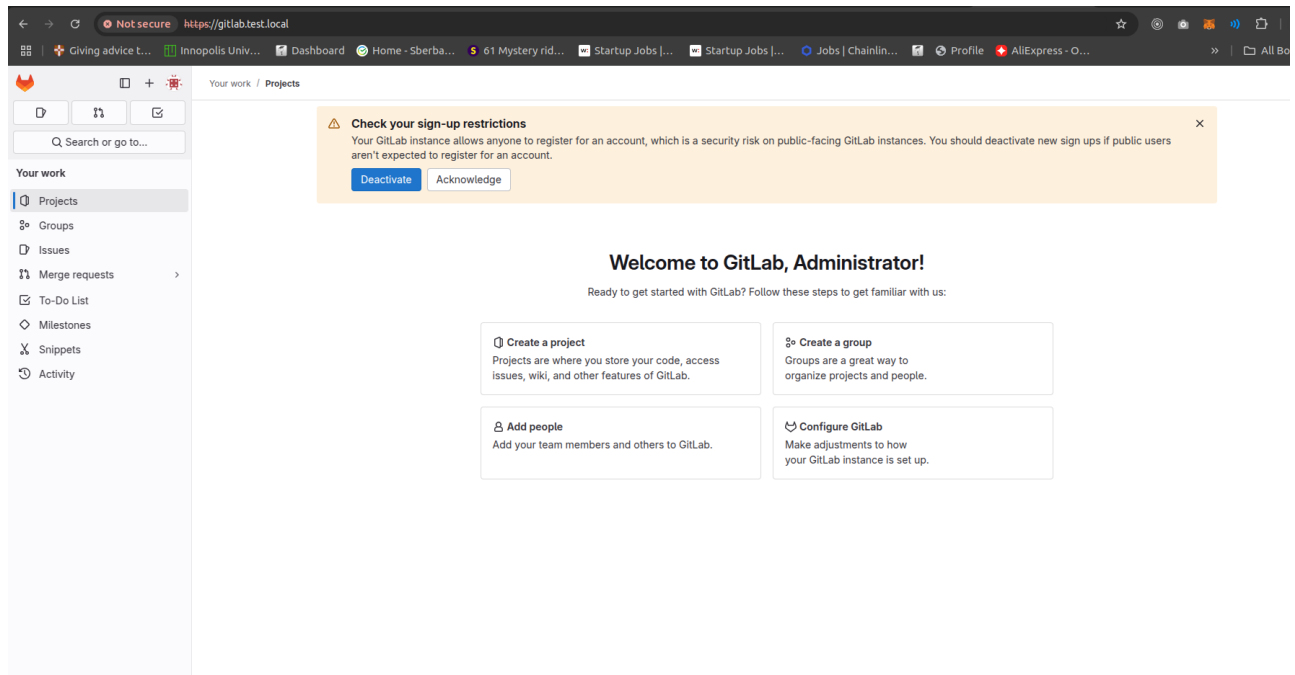 Not secure https://gitlab.test.local
Giving advice t... Innopolis Univ... Dashboard Home - Sberba... 61 Mystery rid... Startup Jobs |... Startup Jobs |... Jobs | Chainlin... Profile AliExpress - O... » All Bo
Your work / Projects
Search or go to...
Your work
Projects
Groups
Issues
Merge requests
To-Do List
Milestones
Snippets
Activity
Check your sign-up restrictions
Your GitLab instance allows anyone to register for an account, which is a security risk on public-facing GitLab instances. You should deactivate new sign ups if public users
aren't expected to register for an account.
Deactivate Acknowledge
Welcome to GitLab, Administrator!
Ready to get started with GitLab? Follow these steps to get familiar with us:
Create a project
Projects are where you store your code, access
issues, wiki, and other features of GitLab.
Create a group
Groups are a great way to
organize projects and people.
Add people
Add your team members and others to GitLab.
Configure GitLab
Make adjustments to how
your GitLab instance is set up.